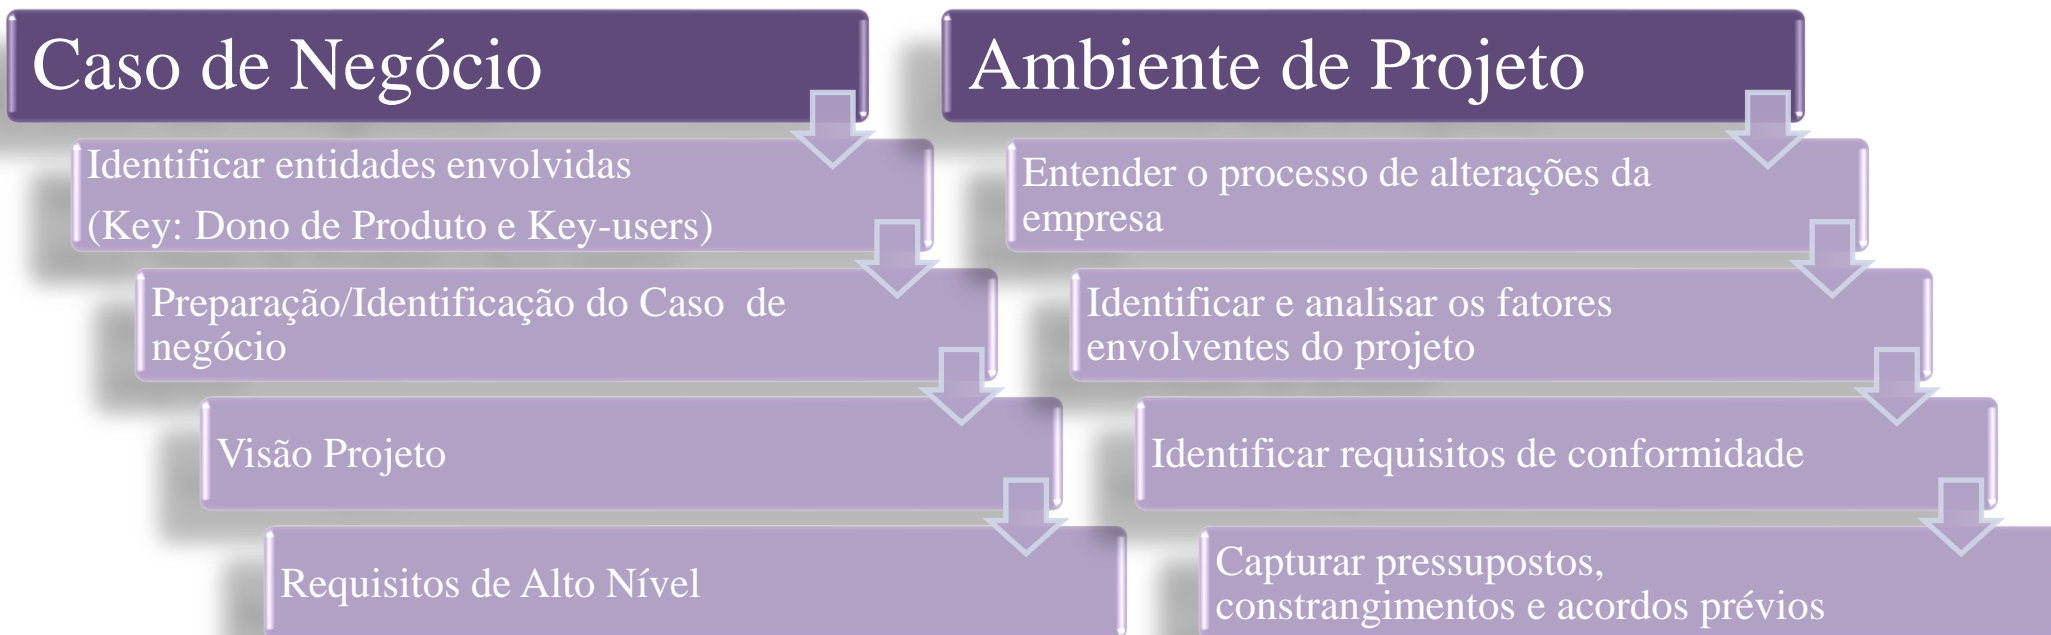 Caso de Negócio
Identificar entidades envolvidas
(Key: Dono de Produto e Key-users)
Preparação/Identificação do Caso de
negócio
Visão Projeto
Requisitos de Alto Nível
Ambiente de Projeto
Entender o processo de alterações da
empresa
Identificar e analisar os fatores
envolventes do projeto
Identificar requisitos de conformidade
Capturar pressupostos,
constrangimentos e acordos prévios